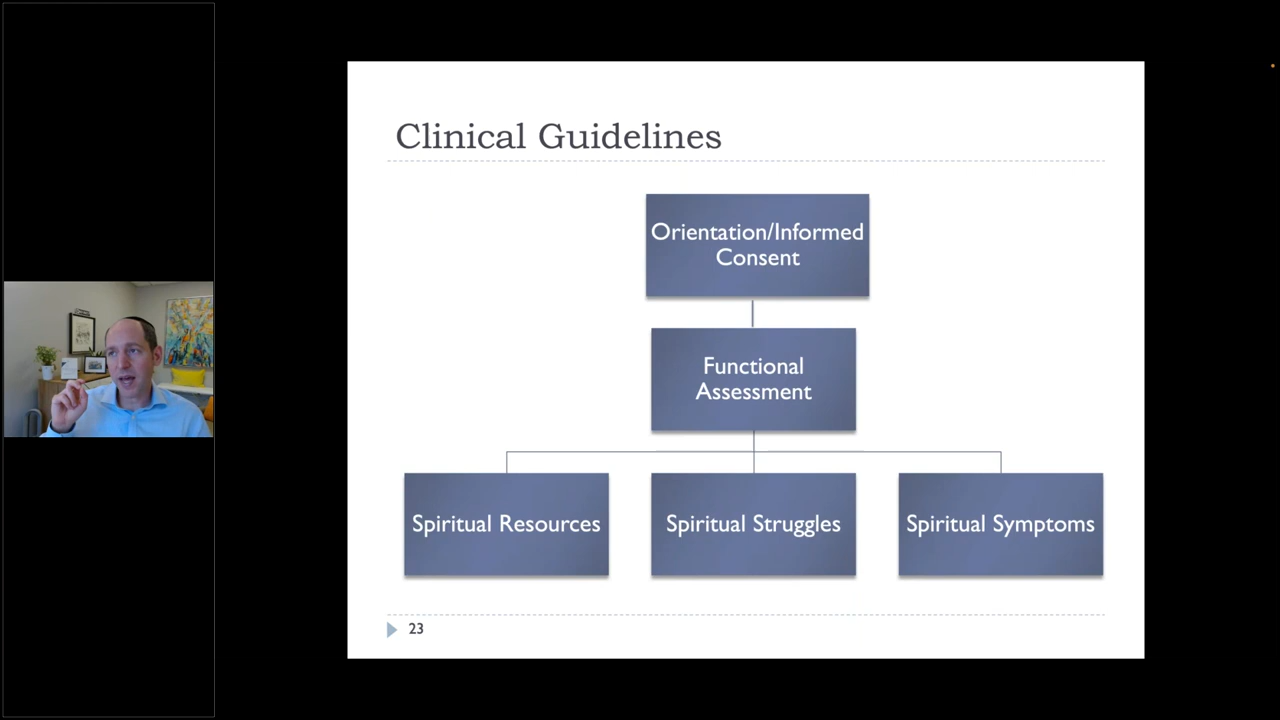 Clinical Guidelines
Orientation/Informed
Consent
Functional
Assessment
Spiritual Resources
Spiritual Struggles
Spiritual Symptoms
23